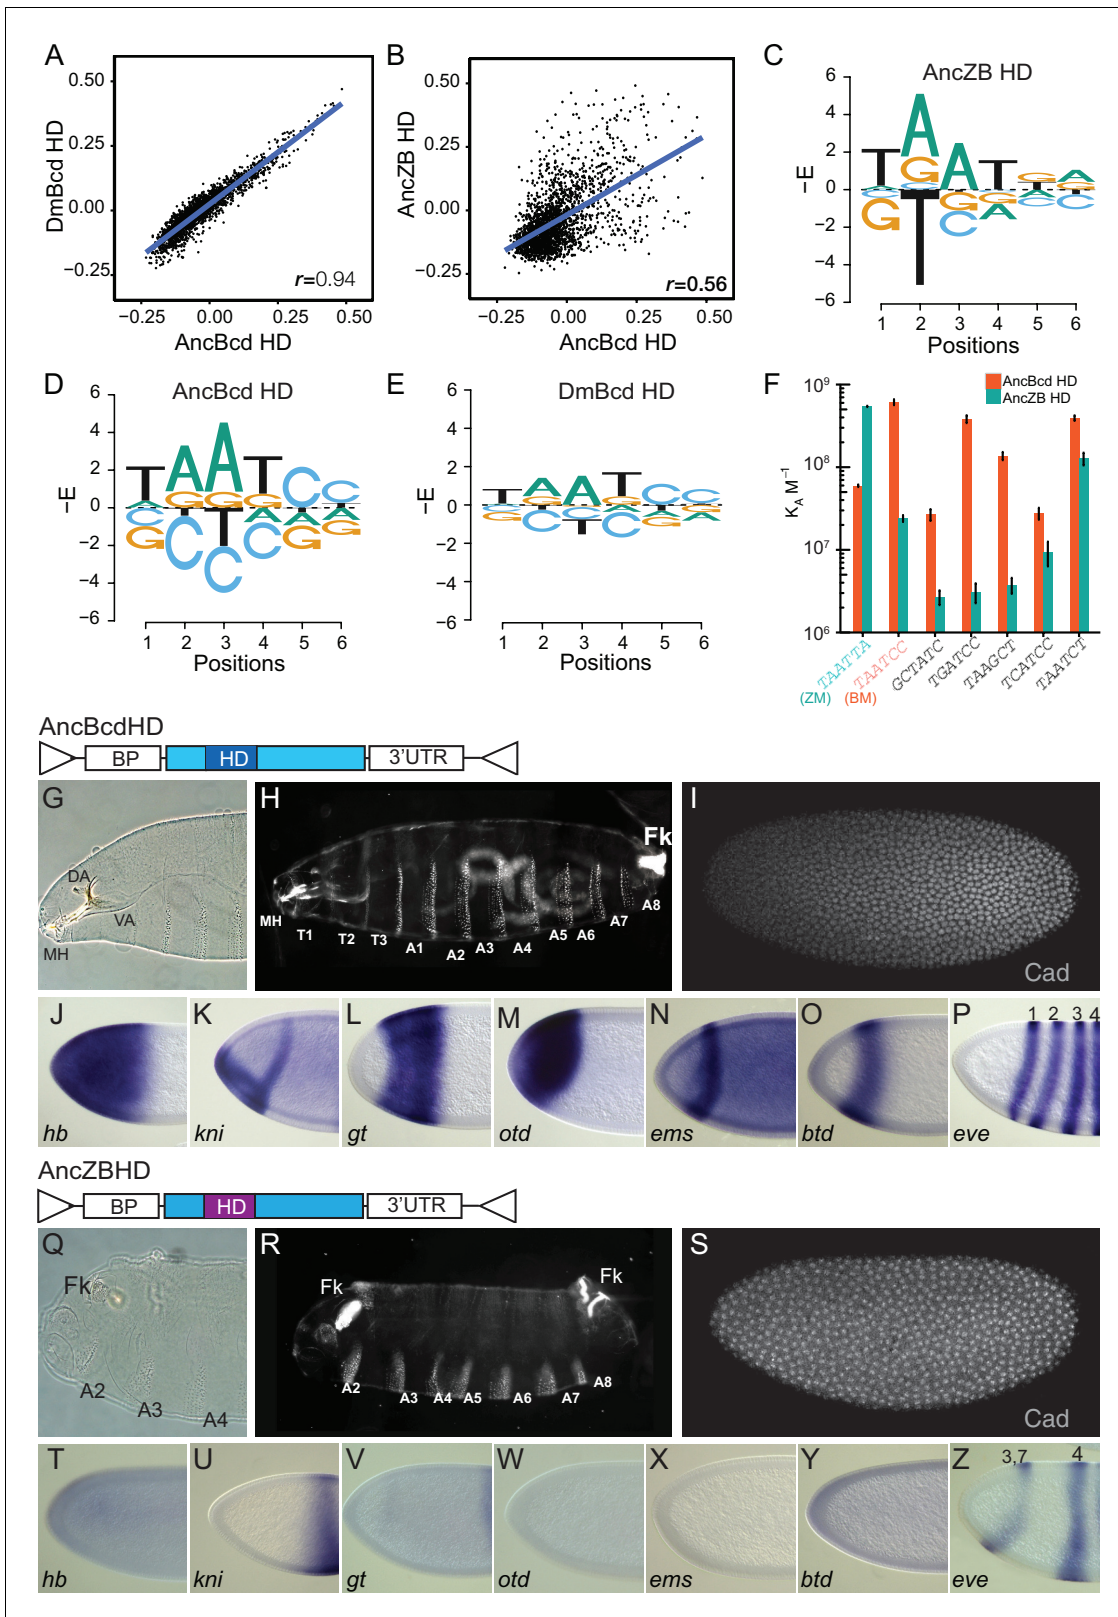 A
B
C
AncZB HD
0.50
0.25
0.00
−0.25
DmBcd HD
r=0.94
−0.25
0.00
0.25
0.50
AncBcd HD
0.50
0.25
0.00
−0.25
AncZB HD
r=0.56
−0.25
0.00
0.25
0.50
AncBcd HD
6
4
2
0
−2
−4
−6
−E
1 2 3 4 5 6
Positions
D
AncBcd HD
6
4
2
0
−2
−4
−6
−E
1 2 3 4 5 6
Positions
E
DmBcd HD
6
4
2
0
−2
−4
−6
−E
1 2 3 4 5 6
Positions
F
AncBcd HD
AncZB HD
10⁹
10⁸
10⁷
10⁶
K_A M⁻¹
TAATTA
TAATCC
GCTATC
TGATCC
TAAGCT
TCATCC
TAATCT
(ZM)
(BM)
AncBcdHD
BP
HD
3'UTR
G
DA
VA
MH
H
Fk
MH
T1
T2
T3
A1
A2
A3
A4
A5
A6
A7
A8
I
Cad
J
hb
K
kni
L
gt
M
otd
N
ems
O
btd
P
1 2 3 4
eve
AncZBHD
BP
HD
3'UTR
Q
Fk
A2
A3
A4
R
Fk
Fk
A2
A3
A4
A5
A6
A7
A8
S
Cad
T
hb
U
kni
V
gt
W
otd
X
ems
Y
btd
Z
3,7
4
eve